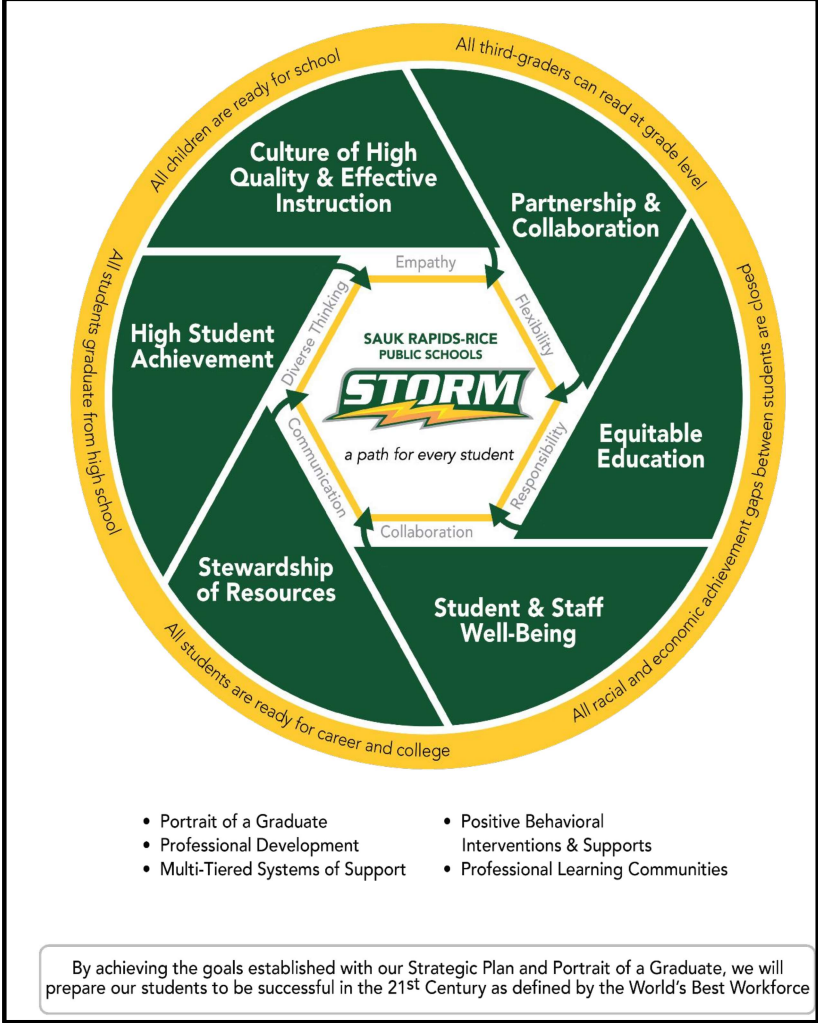 All children are ready for school
All third-graders can read at grade level
All racial and economic achievement gaps between students are closed
All students are ready for career and college
All students graduate from high school
Culture of High
Quality & Effective
Instruction
Partnership &
Collaboration
Equitable
Education
Student & Staff
Well-Being
Stewardship
of Resources
High Student
Achievement
Empathy
Flexibility
Responsibility
Collaboration
Communication
Diverse Thinking
SAUK RAPIDS-RICE
PUBLIC SCHOOLS
STORM
a path for every student
• Portrait of a Graduate
• Professional Development
• Multi-Tiered Systems of Support
• Positive Behavioral
Interventions & Supports
• Professional Learning Communities
By achieving the goals established with our Strategic Plan and Portrait of a Graduate, we will
prepare our students to be successful in the 21st Century as defined by the World's Best Workforce